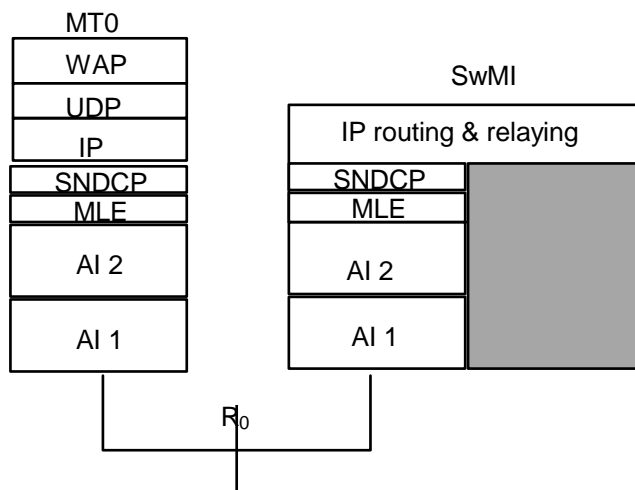 MT0
WAP
UDP
IP
SNDCP
MLE
AI 2
AI 1
SwMI
IP routing & relaying
SNDCP
MLE
AI 2
AI 1
R₀